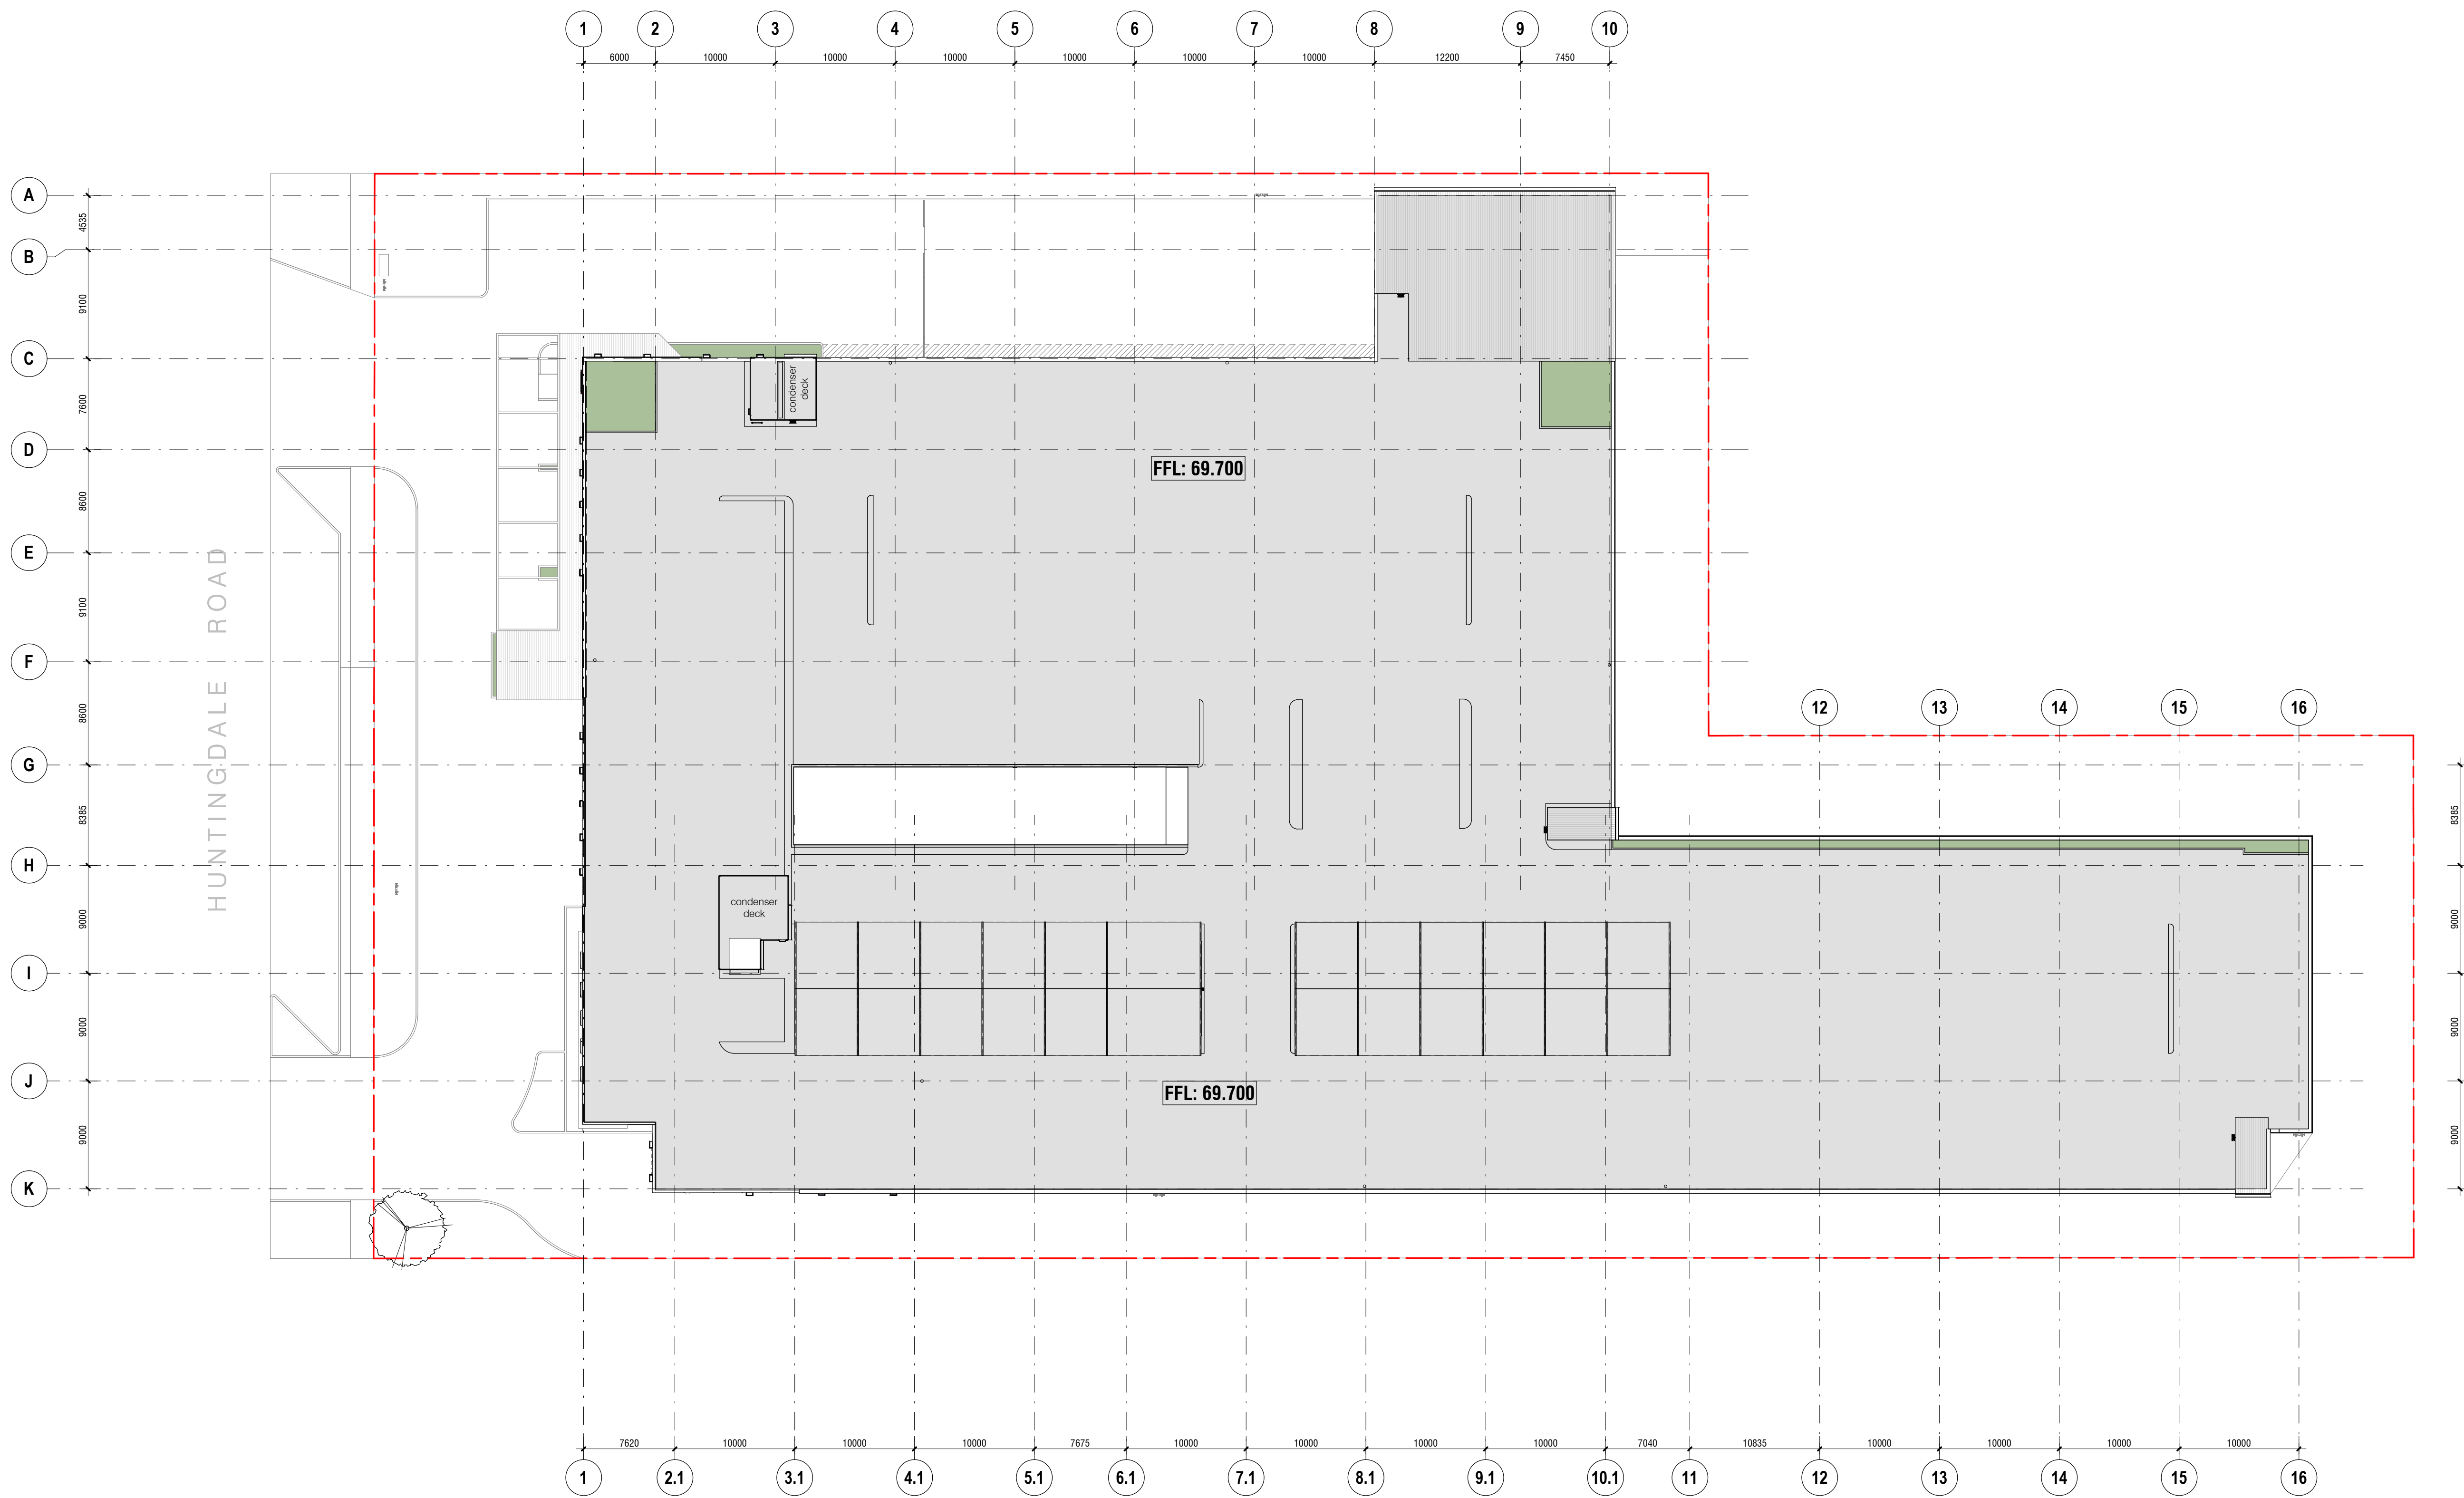 1 2 3 4 5 6 7 8 9 10
6000 10000 10000 10000 10000 10000 10000 12200 7450
A
4535
B
9100
C
7600
D
8600
E
9100
F
8600
G
8385
H
9000
I
9000
J
9000
K
HUNTINGDALE ROAD
condenser
deck
FFL: 69.700
12 13 14 15 16
condenser
deck
FFL: 69.700
8385
9000
9000
9000
7620 10000 10000 10000 7675 10000 10000 10000 10000 7040 10835 10000 10000 10000 10000
1 2.1 3.1 4.1 5.1 6.1 7.1 8.1 9.1 10.1 11 12 13 14 15 16